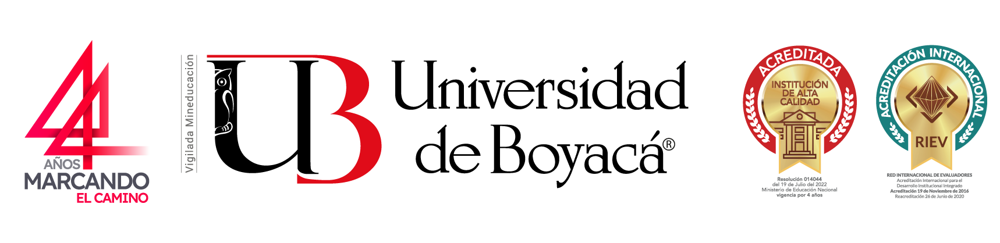 44
AÑOS
MARCANDO
EL CAMINO
Vigilada Mineducación
UB
Universidad
de Boyacá®
ACREDITADA
INSTITUCIÓN
DE ALTA
CALIDAD
Resolución 014044
del 19 de Julio del 2022
Ministerio de Educación Nacional
vigencia por 4 años
ACREDITACIÓN INTERNACIONAL
RIEV
RED INTERNACIONAL DE EVALUADORES
Acreditación Internacional para el
Desarrollo Institucional Integrado
Acreditación 19 de Noviembre de 2016
Reacreditación 26 de Junio de 2020